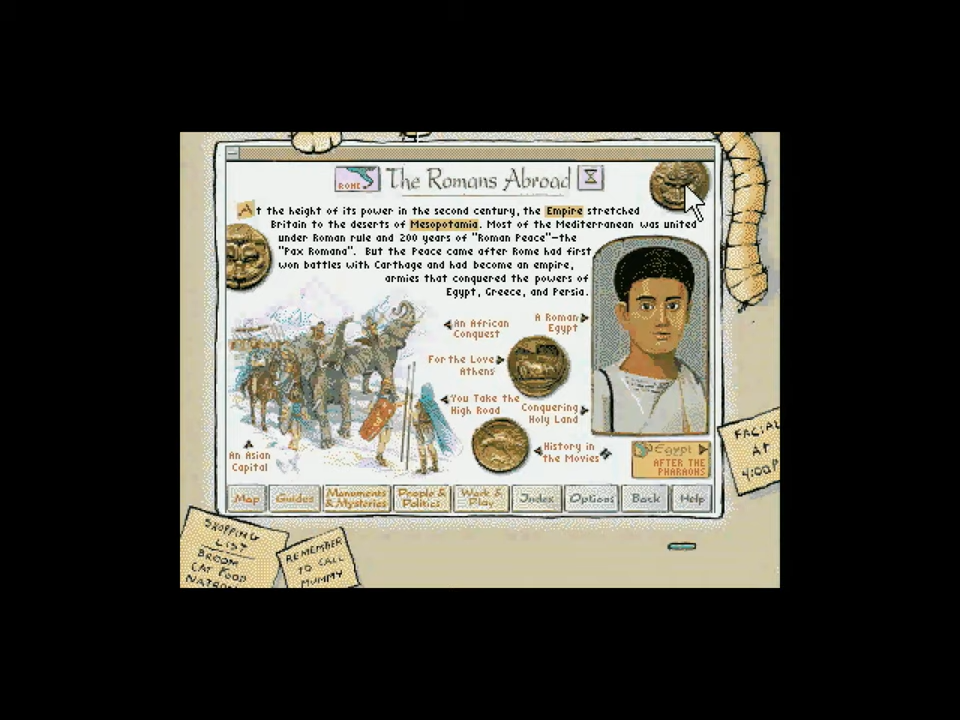 ROME
The Romans Abroad
At the height of its power in the second century, the Empire stretched
Britain to the deserts of Mesopotamia. Most of the Mediterranean was united
under Roman rule and 200 years of "Roman Peace"—the
"Pax Romana". But the Peace came after Rome had first
won battles with Carthage and had become an empire,
armies that conquered the powers of
Egypt, Greece, and Persia.
An African
Conquest
A Roman
Egypt
For the Love
Athens
You Take the
High Road
Conquering
Holy Land
An Asian
Capital
History in
the Movies
Egypt
AFTER THE
PHARAOHS
Map
Guides
Monuments
& Mysteries
People &
Politics
Work &
Play
Index
Options
Back
Help
FACIAL
AT
4:00P
SHOPPING
LIST
BROOM
CAT FOOD
NATRON
REMEMBER
TO CALL
MUMMY